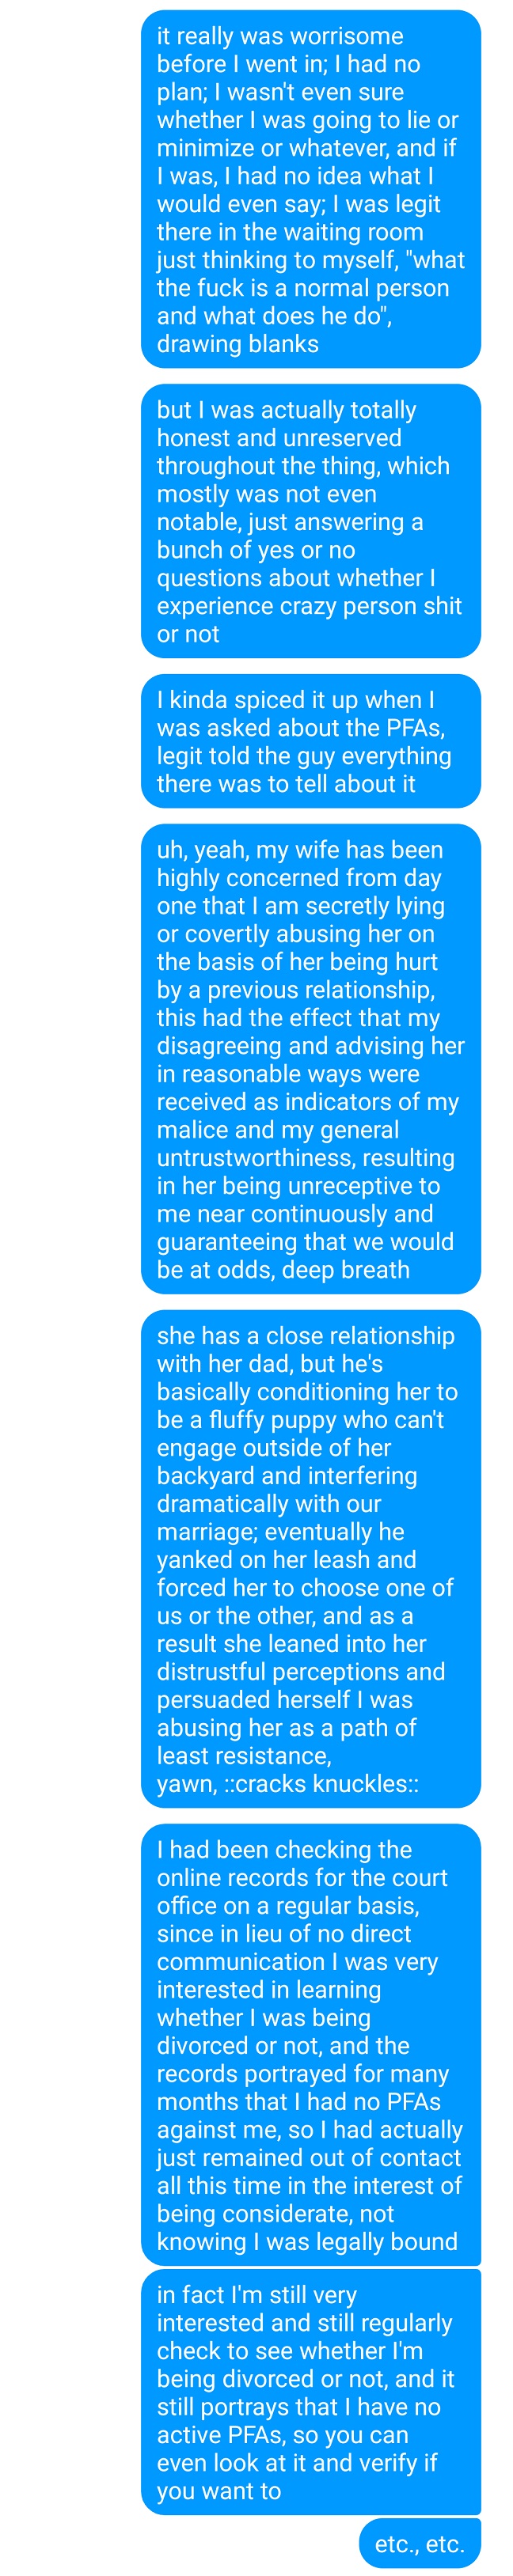 it really was worrisome
before I went in; I had no
plan; I wasn't even sure
whether I was going to lie or
minimize or whatever, and if
I was, I had no idea what I
would even say; I was legit
there in the waiting room
just thinking to myself, "what
the fuck is a normal person
and what does he do",
drawing blanks
but I was actually totally
honest and unreserved
throughout the thing, which
mostly was not even
notable, just answering a
bunch of yes or no
questions about whether I
experience crazy person shit
or not
I kinda spiced it up when I
was asked about the PFAs,
legit told the guy everything
there was to tell about it
uh, yeah, my wife has been
highly concerned from day
one that I am secretly lying
or covertly abusing her on
the basis of her being hurt
by a previous relationship,
this had the effect that my
disagreeing and advising her
in reasonable ways were
received as indicators of my
malice and my general
untrustworthiness, resulting
in her being unreceptive to
me near continuously and
guaranteeing that we would
be at odds, deep breath
she has a close relationship
with her dad, but he's
basically conditioning her to
be a fluffy puppy who can't
engage outside of her
backyard and interfering
dramatically with our
marriage; eventually he
yanked on her leash and
forced her to choose one of
us or the other, and as a
result she leaned into her
distrustful perceptions and
persuaded herself I was
abusing her as a path of
least resistance,
yawn, ::cracks knuckles::
I had been checking the
online records for the court
office on a regular basis,
since in lieu of no direct
communication I was very
interested in learning
whether I was being
divorced or not, and the
records portrayed for many
months that I had no PFAs
against me, so I had actually
just remained out of contact
all this time in the interest of
being considerate, not
knowing I was legally bound
in fact I'm still very
interested and still regularly
check to see whether I'm
being divorced or not, and it
still portrays that I have no
active PFAs, so you can
even look at it and verify if
you want to
etc., etc.